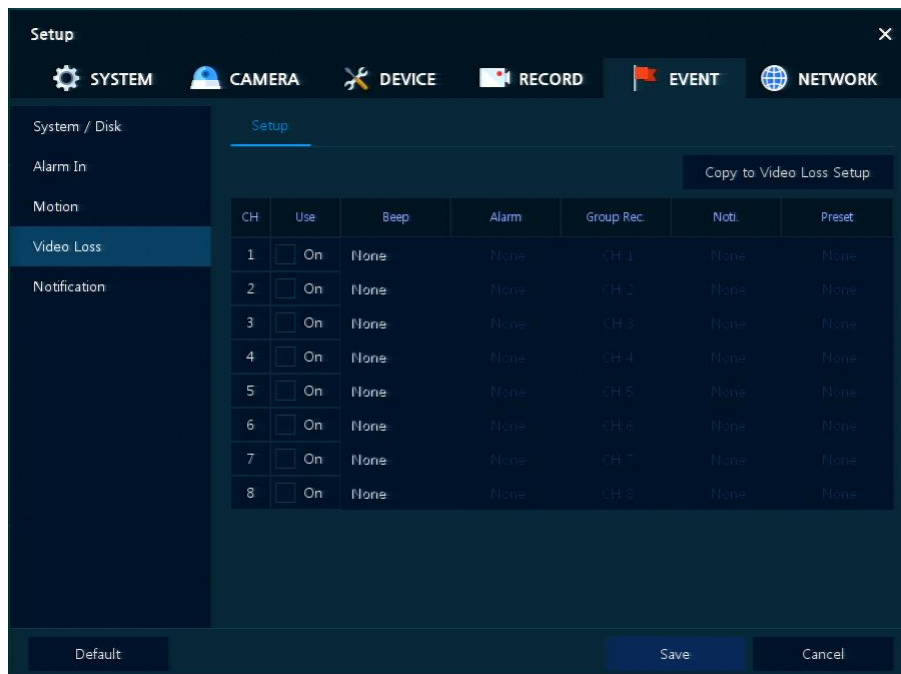 Setup
SYSTEM CAMERA DEVICE RECORD EVENT NETWORK
System / Disk
Alarm In
Motion
Video Loss
Notification
Setup
Copy to Video Loss Setup
CH Use Beep Alarm Group Rec. Noti. Preset
1 On None None CH 1 None None
2 On None None CH 2 None None
3 On None None CH 3 None None
4 On None None CH 4 None None
5 On None None CH 5 None None
6 On None None CH 6 None None
7 On None None CH 7 None None
8 On None None CH 8 None None
Default Save Cancel